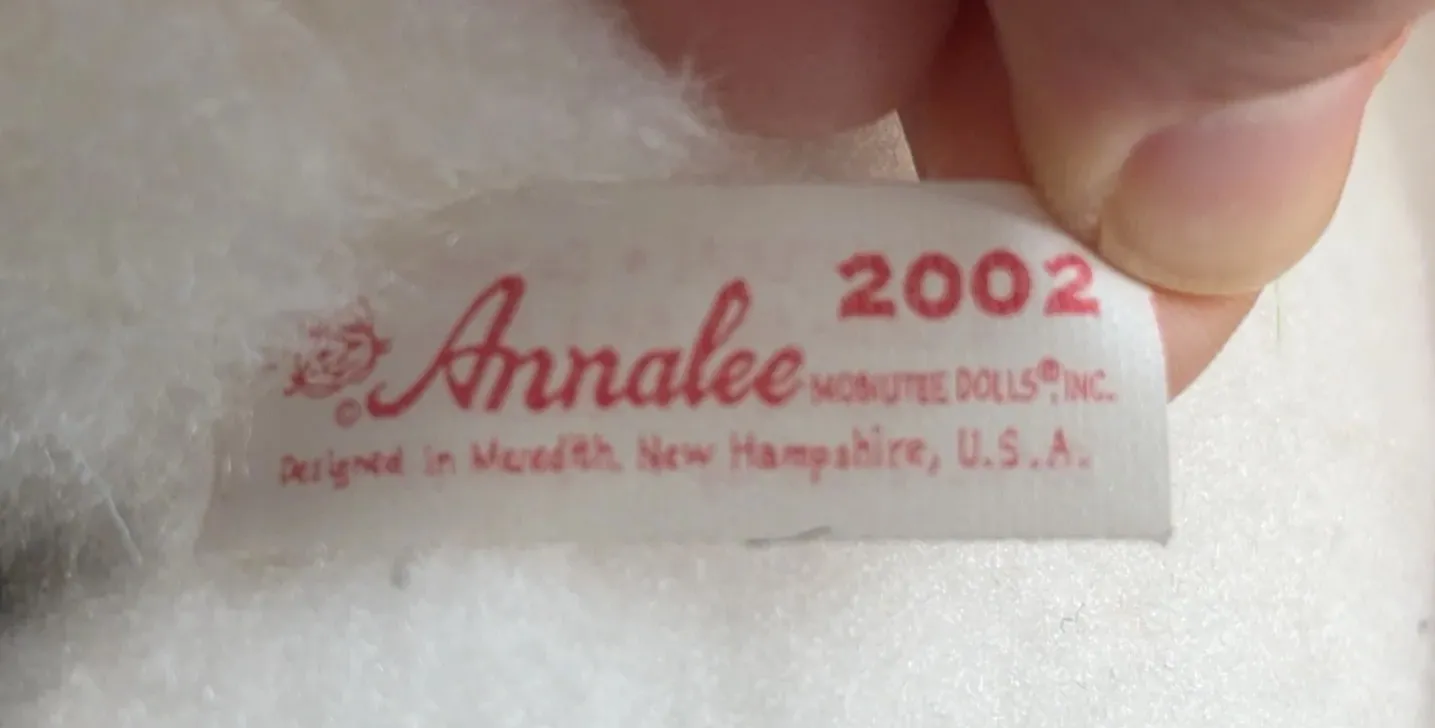 2002
© Annalee MOBILITEE DOLLS®, INC.
Designed in Meredith, New Hampshire, U.S.A.